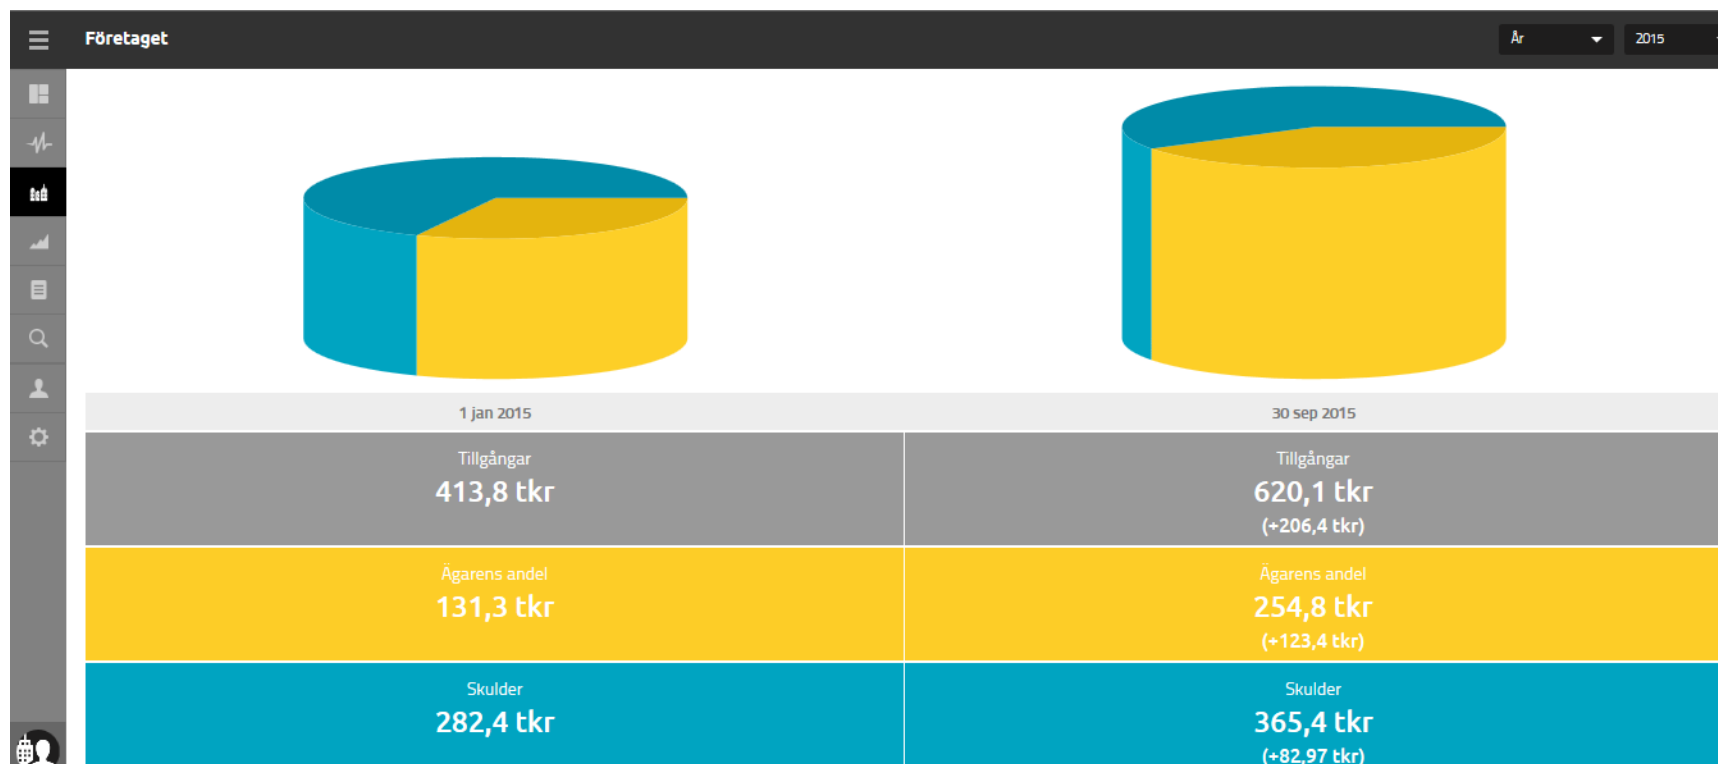 Företaget
År
2015
1 jan 2015
30 sep 2015
Tillgångar
413,8 tkr
Tillgångar
620,1 tkr
(+206,4 tkr)
Ägarens andel
131,3 tkr
Ägarens andel
254,8 tkr
(+123,4 tkr)
Skulder
282,4 tkr
Skulder
365,4 tkr
(+82,97 tkr)